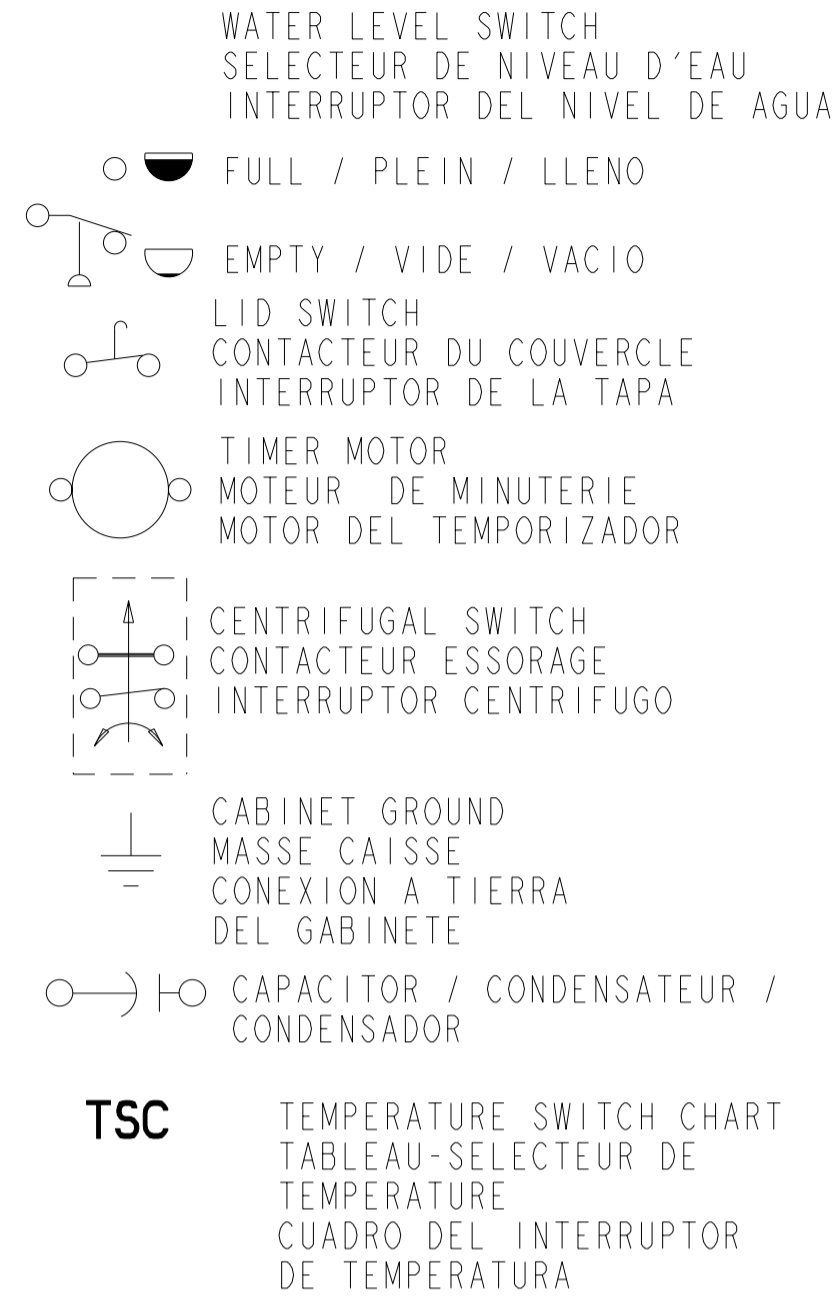 WATER LEVEL SWITCH
SELECTEUR DE NIVEAU D'EAU
INTERRUPTOR DEL NIVEL DE AGUA
FULL / PLEIN / LLENO
EMPTY / VIDE / VACIO
LID SWITCH
CONTACTEUR DU COUVERCLE
INTERRUPTOR DE LA TAPA
TIMER MOTOR
MOTEUR DE MINUTERIE
MOTOR DEL TEMPORIZADOR
CENTRIFUGAL SWITCH
CONTACTEUR ESSORAGE
INTERRUPTOR CENTRIFUGO
CABINET GROUND
MASSE CAISSE
CONEXION A TIERRA
DEL GABINETE
CAPACITOR / CONDENSATEUR /
CONDENSADOR
TSC TEMPERATURE SWITCH CHART
TABLEAU-SELECTEUR DE
TEMPERATURE
CUADRO DEL INTERRUPTOR
DE TEMPERATURA